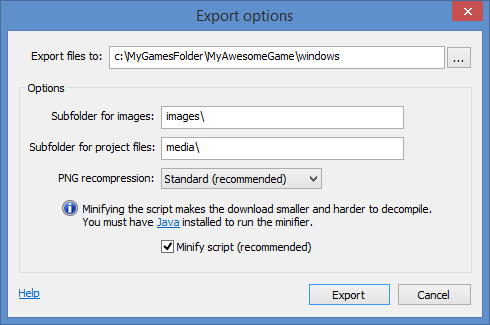 Export options
Export files to: c:\MyGamesFolder\MyAwesomeGame\windows ...
Options
Subfolder for images: images\
Subfolder for project files: media\
PNG recompression: Standard (recommended)
Minifying the script makes the download smaller and harder to decompile.
You must have Java installed to run the minifier.
Minify script (recommended)
Help Export Cancel